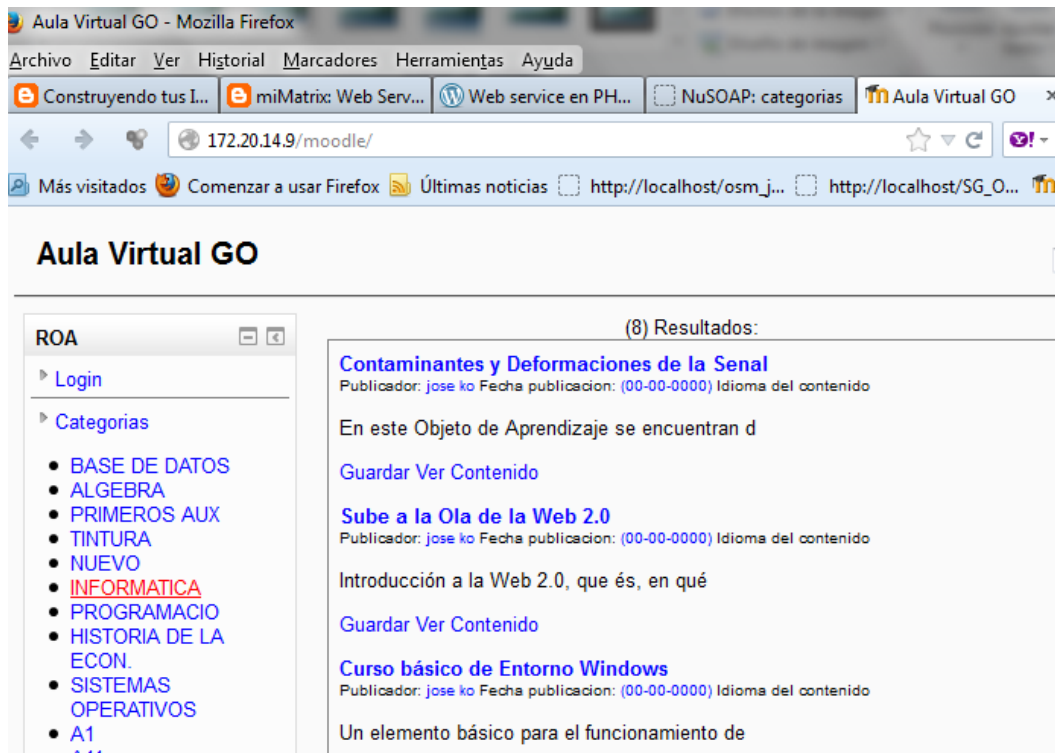 Aula Virtual GO - Mozilla Firefox
Archivo Editar Ver Historial Marcadores Herramientas Ayuda
Construyendo tus I... miMatrix: Web Serv... Web service en PH... NuSOAP: categorias Aula Virtual GO
172.20.14.9/moodle/
Más visitados Comenzar a usar Firefox Últimas noticias http://localhost/osm_j... http://localhost/SG_O...
Aula Virtual GO
ROA
Login
Categorias
BASE DE DATOS
ALGEBRA
PRIMEROS AUX
TINTURA
NUEVO
INFORMATICA
PROGRAMACIO
HISTORIA DE LA
ECON.
SISTEMAS
OPERATIVOS
A1
(8) Resultados:
Contaminantes y Deformaciones de la Senal
Publicador: jose ko Fecha publicacion: (00-00-0000) Idioma del contenido
En este Objeto de Aprendizaje se encuentran d
Guardar Ver Contenido
Sube a la Ola de la Web 2.0
Publicador: jose ko Fecha publicacion: (00-00-0000) Idioma del contenido
Introducción a la Web 2.0, que és, en qué
Guardar Ver Contenido
Curso básico de Entorno Windows
Publicador: jose ko Fecha publicacion: (00-00-0000) Idioma del contenido
Un elemento básico para el funcionamiento de